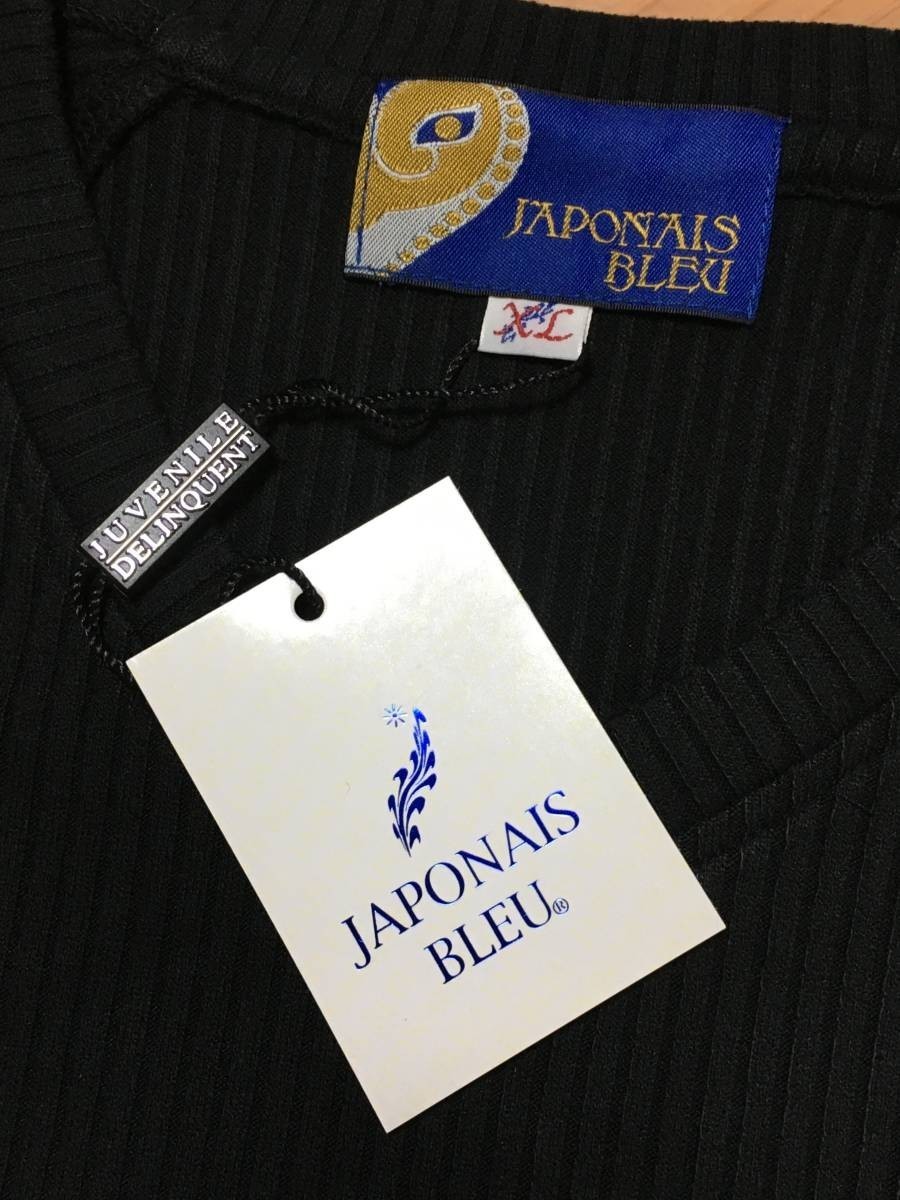 JAPONAIS
BLEU
XL
JUVENILE
DELINQUENT
JAPONAIS
BLEU®